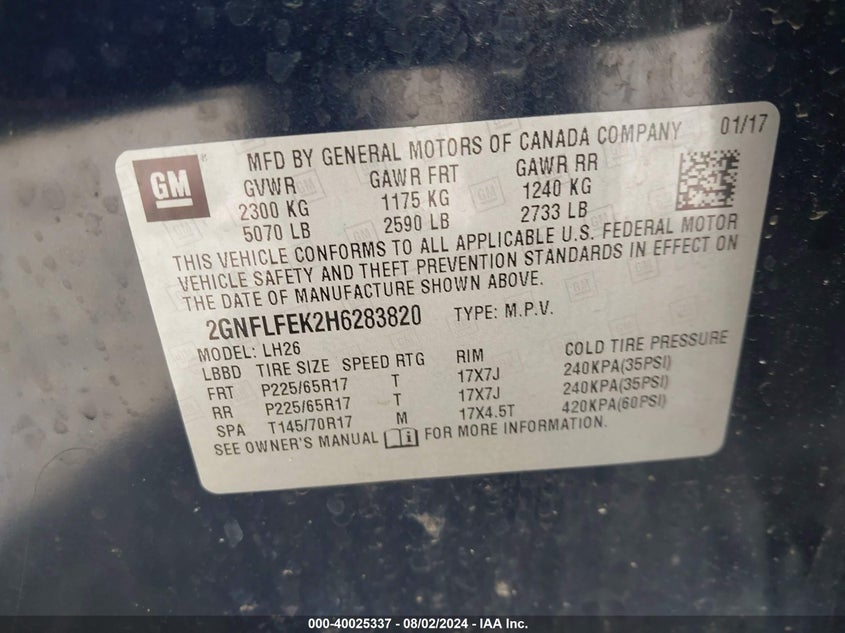 GM
MFD BY GENERAL MOTORS OF CANADA COMPANY 01/17
GVWR GAWR FRT GAWR RR
2300 KG 1175 KG 1240 KG
5070 LB 2590 LB 2733 LB
THIS VEHICLE CONFORMS TO ALL APPLICABLE U.S. FEDERAL MOTOR
VEHICLE SAFETY AND THEFT PREVENTION STANDARDS IN EFFECT ON
THE DATE OF MANUFACTURE SHOWN ABOVE.
2GNFLFEK2H6283820 TYPE: M.P.V.
MODEL: LH26
LBBD TIRE SIZE SPEED RTG RIM COLD TIRE PRESSURE
FRT P225/65R17 T 17X7J 240KPA(35PSI)
RR P225/65R17 T 17X7J 240KPA(35PSI)
SPA T145/70R17 M 17X4.5T 420KPA(60PSI)
SEE OWNER'S MANUAL FOR MORE INFORMATION.
000-40025337 - 08/02/2024 - IAA Inc.